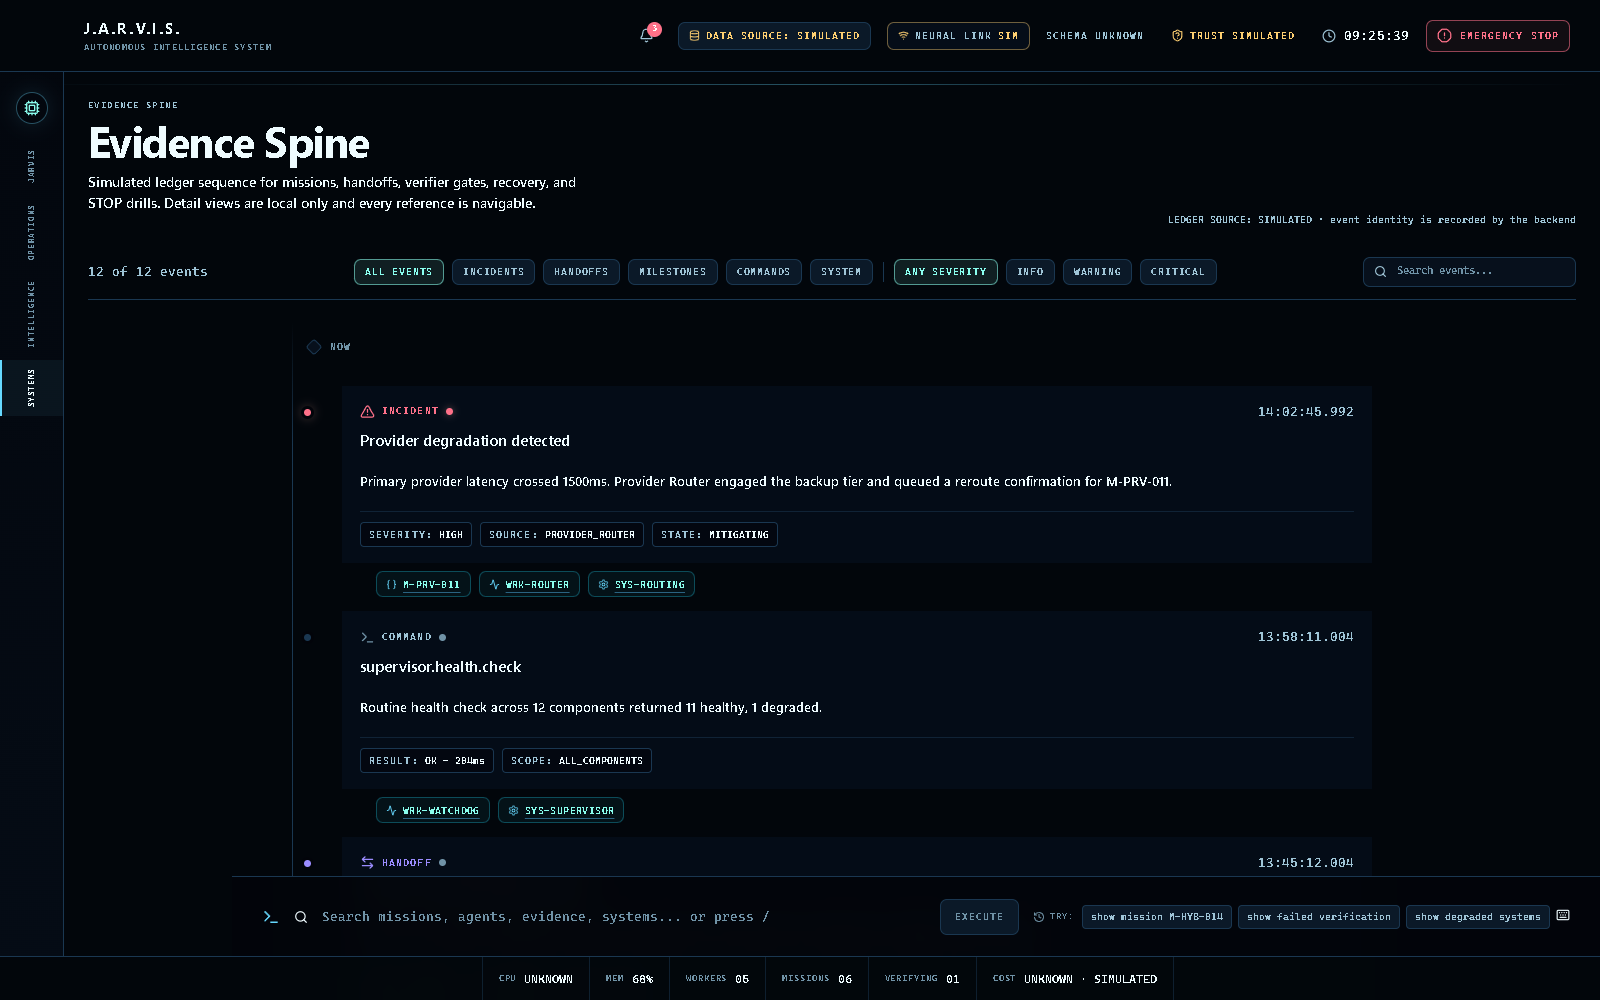 J.A.R.V.I.S.
AUTONOMOUS INTELLIGENCE SYSTEM
3
DATA SOURCE: SIMULATED
NEURAL LINK SIM
SCHEMA UNKNOWN
TRUST SIMULATED
09:25:39
EMERGENCY STOP
JARVIS
OPERATIONS
INTELLIGENCE
SYSTEMS
EVIDENCE SPINE
Evidence Spine
Simulated ledger sequence for missions, handoffs, verifier gates, recovery, and
STOP drills. Detail views are local only and every reference is navigable.
LEDGER SOURCE: SIMULATED · event identity is recorded by the backend
12 of 12 events
ALL EVENTS
INCIDENTS
HANDOFFS
MILESTONES
COMMANDS
SYSTEM
ANY SEVERITY
INFO
WARNING
CRITICAL
Search events...
NOW
INCIDENT
14:02:45.992
Provider degradation detected
Primary provider latency crossed 1500ms. Provider Router engaged the backup tier and queued a reroute confirmation for M-PRV-011.
SEVERITY: HIGH
SOURCE: PROVIDER_ROUTER
STATE: MITIGATING
M-PRV-011
WRK-ROUTER
SYS-ROUTING
COMMAND
13:58:11.004
supervisor.health.check
Routine health check across 12 components returned 11 healthy, 1 degraded.
RESULT: OK — 204ms
SCOPE: ALL_COMPONENTS
WRK-WATCHDOG
SYS-SUPERVISOR
HANDOFF
13:45:12.004
Search missions, agents, evidence, systems... or press /
EXECUTE
TRY:
show mission M-HYB-014
show failed verification
show degraded systems
CPU UNKNOWN
MEM 68%
WORKERS 05
MISSIONS 06
VERIFYING 01
COST UNKNOWN · SIMULATED